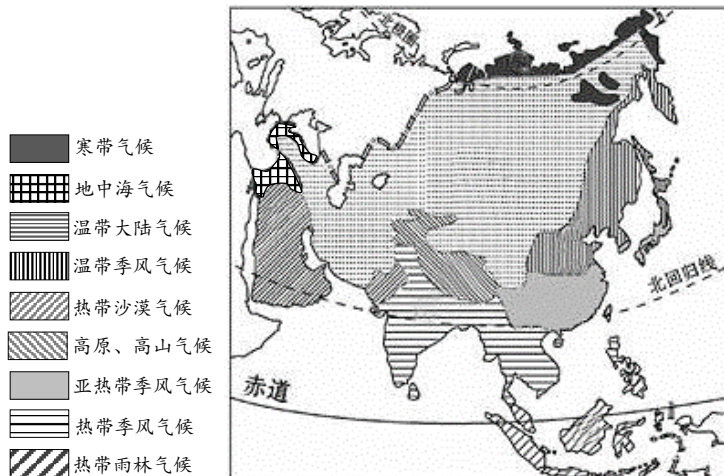 北极圈
寒带气候
地中海气候
温带大陆气候
温带季风气候
北回归线
热带沙漠气候
高原、高山气候
亚热带季风气候
赤道
热带季风气候
热带雨林气候